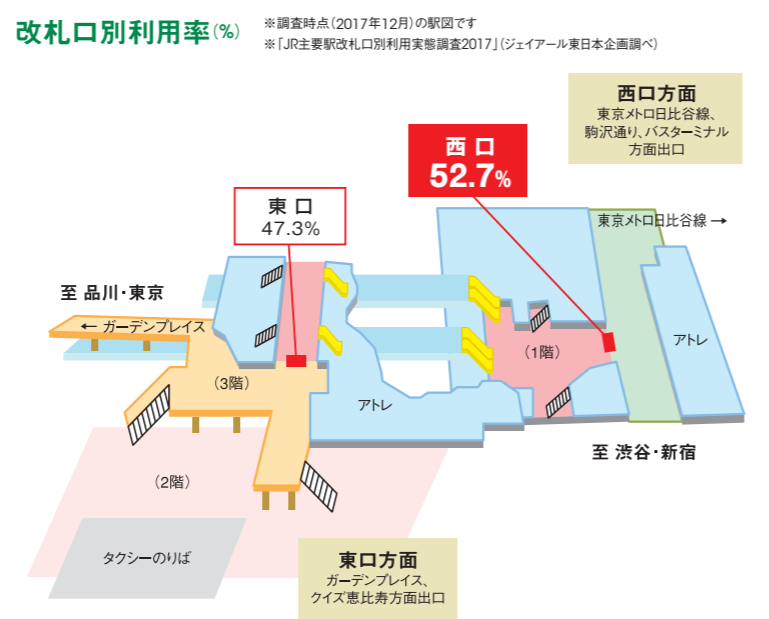 改札口別利用率(%)
※調査時点(2017年12月)の駅図です
※「JR主要駅改札口別利用実態調査2017」(ジェイアール東日本企画調べ)
西口方面
東京メトロ日比谷線、
駒沢通り、バスターミナル
方面出口
西口
52.7%
東口
47.3%
東京メトロ日比谷線→
至 品川・東京
← ガーデンプレイス
(3階)
(1階)
アトレ
アトレ
至 渋谷・新宿
(2階)
タクシーのりば
東口方面
ガーデンプレイス、
クイズ恵比寿方面出口